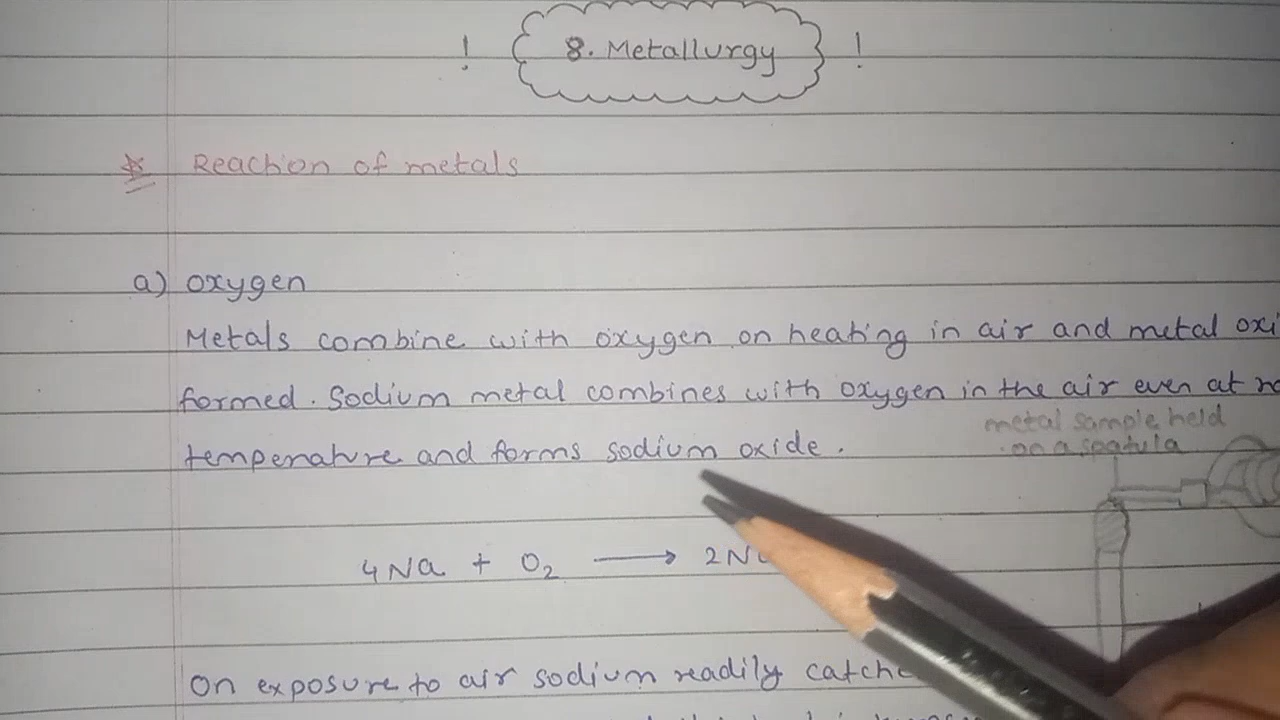 ! 8. Metallurgy !
Reaction of metals
a) oxygen
Metals combine with oxygen on heating in air and metal oxi
formed. Sodium metal combines with oxygen in the air even at
metal sample held
on a spatula
temperature and forms sodium oxide.
4Na + O2 → 2N
On exposure to air sodium readily catche